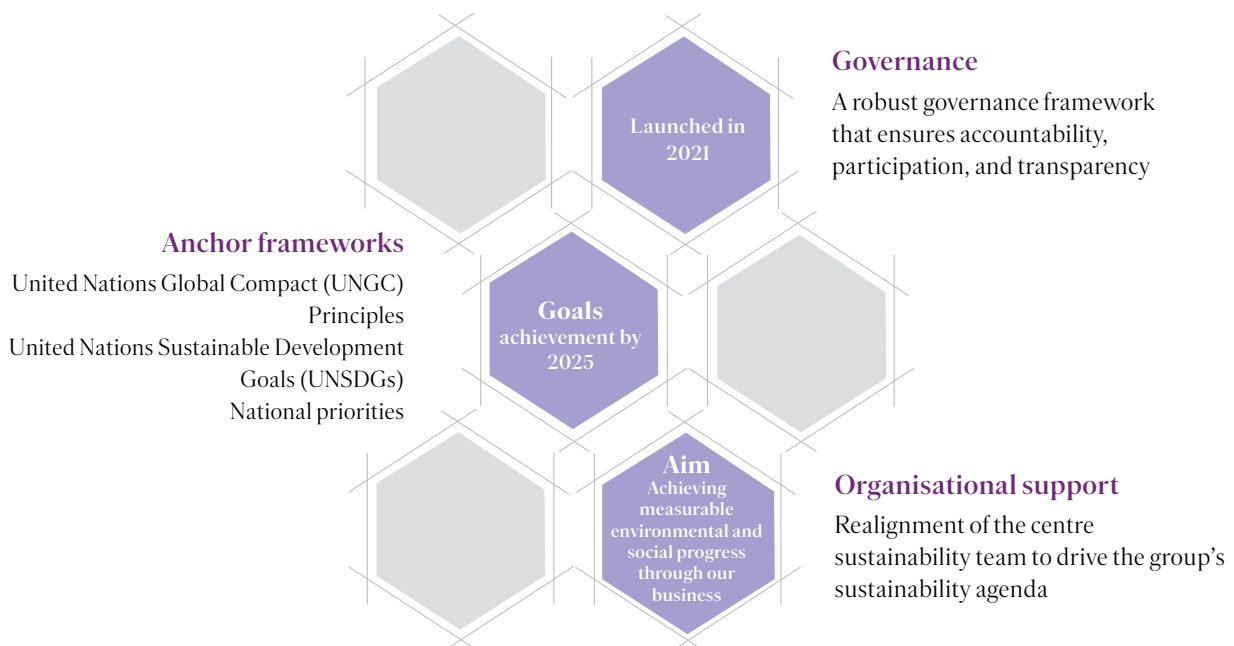 Launched in
2021
Governance
A robust governance framework
that ensures accountability,
participation, and transparency
Anchor frameworks
United Nations Global Compact (UNGC)
Principles
United Nations Sustainable Development
Goals (UNSDGs)
National priorities
Goals
achievement by
2025
Aim
Achieving
measurable
environmental and
social progress
through our
business
Organisational support
Realignment of the centre
sustainability team to drive the group’s
sustainability agenda